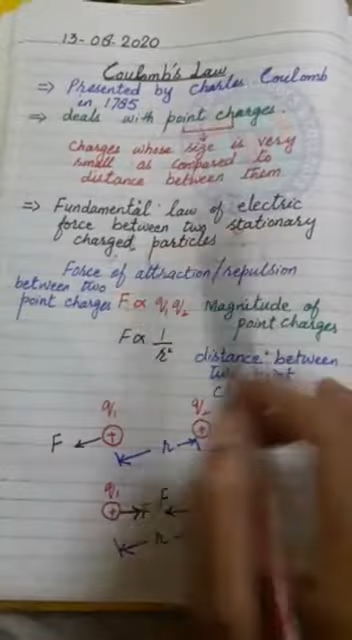 13-08-2020
Coulomb's Law
⇒ Presented by Charles Coulomb
in 1785
⇒ deals with point charges.
Charges whose size is very
small as compared to
distance between them
⇒ Fundamental law of electric
force between two stationary
charged particles
Force of attraction/repulsion
between two
point charges F ∝ q₁q₂ Magnitude of
point charges
F ∝ 1/r²
distance between
two
q₁ q₂
F ← + r +
q₁ F
+ → F ←
r